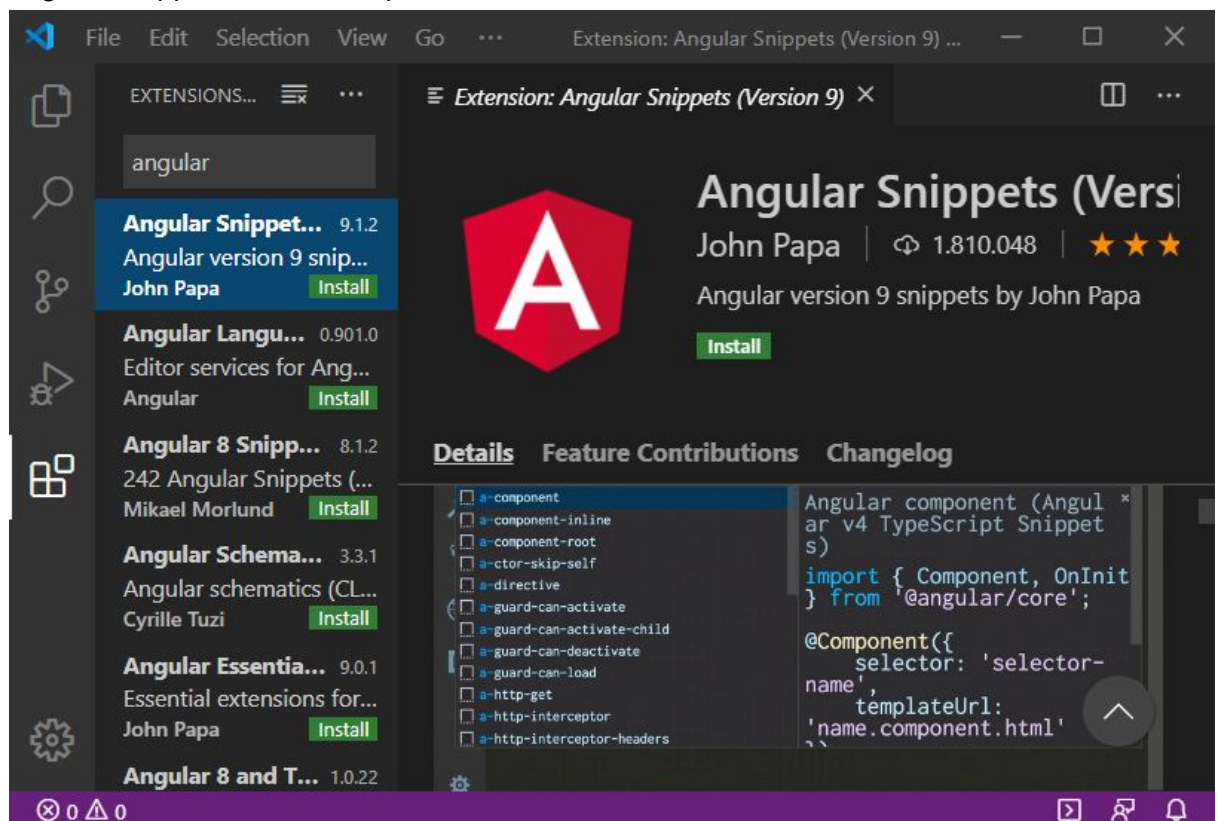 File Edit Selection View Go ··· Extension: Angular Snippets (Version 9) ...
EXTENSIONS...
Extension: Angular Snippets (Version 9)
angular
Angular Snippet... 9.1.2
Angular version 9 snip...
John Papa Install
Angular Langu... 0.901.0
Editor services for Ang...
Angular Install
Angular 8 Snipp... 8.1.2
242 Angular Snippets (...
Mikael Morlund Install
Angular Schema... 3.3.1
Angular schematics (CL...
Cyrille Tuzi Install
Angular Essentia... 9.0.1
Essential extensions for...
John Papa Install
Angular 8 and T... 1.0.22
Angular Snippets (Versi
John Papa 1.810.048
Angular version 9 snippets by John Papa
Install
Details Feature Contributions Changelog
a-component
a-component-inline
a-component-root
a-ctor-skip-self
a-directive
a-guard-can-activate
a-guard-can-activate-child
a-guard-can-deactivate
a-guard-can-load
a-http-get
a-http-interceptor
a-http-interceptor-headers
Angular component (Angul
ar v4 TypeScript Snippet
s)
import { Component, OnInit
} from '@angular/core';
@Component({
selector: 'selector-
name',
templateUrl:
'name.component.html'
0 0